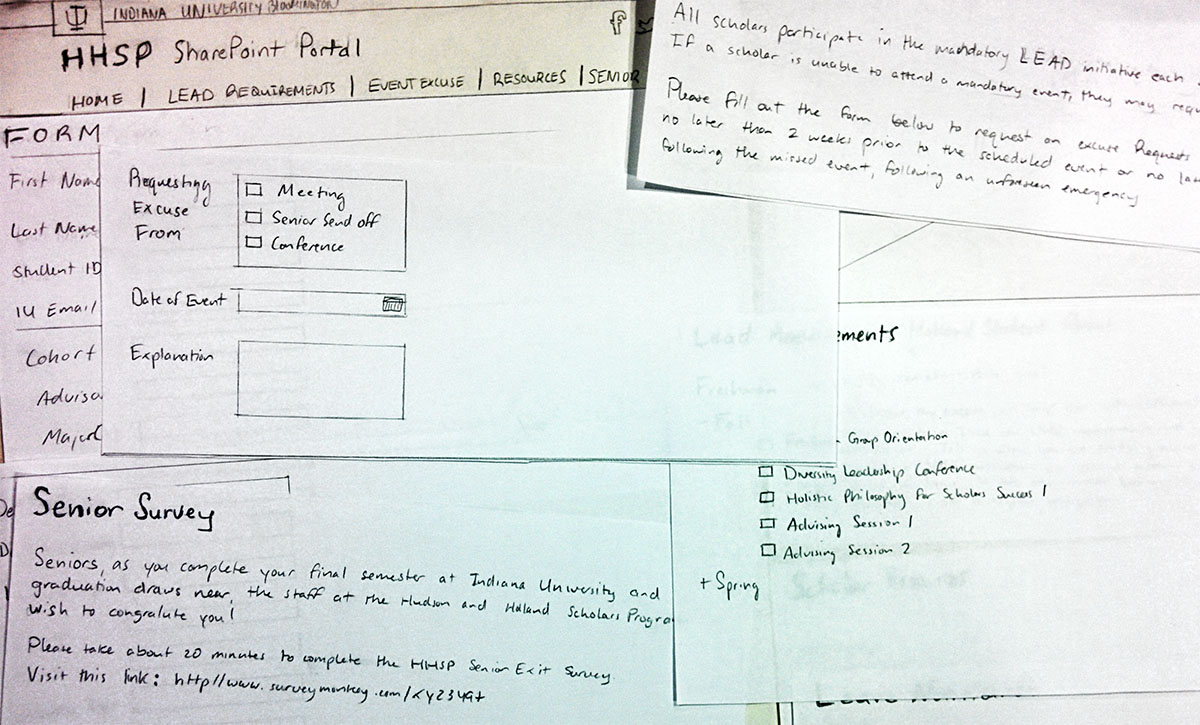 INDIANA UNIVERSITY Bloomington
HHSP SharePoint Portal
HOME | LEAD REQUIREMENTS | EVENT EXCUSE | RESOURCES | SENIOR
FORM
First Name
Last Name
Student ID
IU Email
Cohort
Adviso
Major
Requesting
Excuse
From
Meeting
Senior Send off
Conference
Date of Event
Explanation
All scholars participate in the mandatory LEAD initiative each
If a scholar is unable to attend a mandatory event, they may requ
Please fill out the form below to request an excuse Requests
no later than 2 weeks prior to the scheduled event or no la
following the missed event, following an unforseen emergency
ements
Group Orientation
Diversity Leadership Conference
Holistic Philosophy for Scholars Success 1
Advising Session 1
Advising Session 2
+ Spring
Senior Survey
Seniors, as you complete your final semester at Indiana University and
graduation draws near, the staff at the Hudson and Holland Scholars Progra
wish to congralute you!
Please take about 20 minutes to complete the HHSP Senior Exit Survey.
Visit this link: http//www.surveymonkey.com/